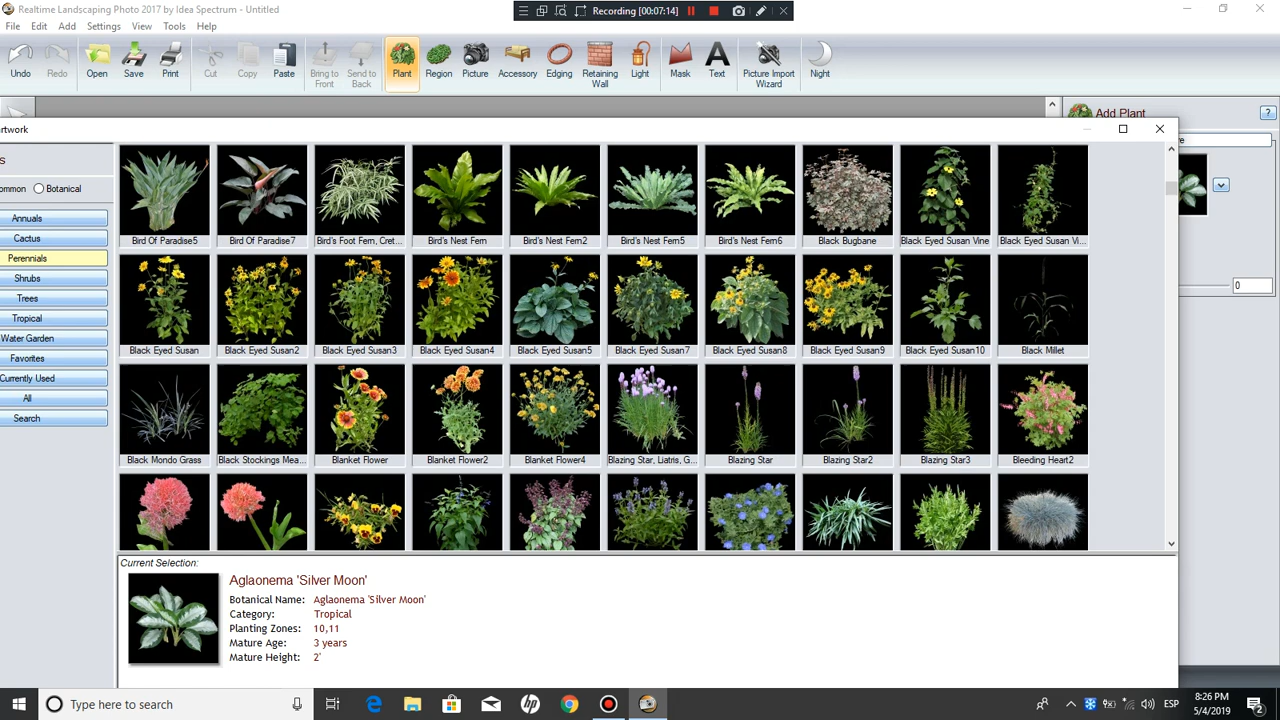 Realtime Landscaping Photo 2017 by Idea Spectrum - Untitled
Recording [00:07:14]
File Edit Add Settings View Tools Help
Undo Redo Open Save Print Cut Copy Paste Bring to Front Send to Back Plant Region Picture Accessory Edging Retaining Wall Light Mask Text Picture Import Wizard Night
Add Plant
?
rtwork
s
ommon Botanical
Annuals
Cactus
Perennials
Shrubs
Trees
Tropical
Water Garden
Favorites
Currently Used
All
Search
Bird Of Paradise5 Bird Of Paradise7 Bird's Foot Fern, Cret... Bird's Nest Fern Bird's Nest Fern2 Bird's Nest Fern5 Bird's Nest Fern6 Black Bugbane Black Eyed Susan Vine Black Eyed Susan Vi...
Black Eyed Susan Black Eyed Susan2 Black Eyed Susan3 Black Eyed Susan4 Black Eyed Susan5 Black Eyed Susan7 Black Eyed Susan8 Black Eyed Susan9 Black Eyed Susan10 Black Millet
Black Mondo Grass Black Stockings Mea... Blanket Flower Blanket Flower2 Blanket Flower4 Blazing Star, Liatris, G... Blazing Star Blazing Star2 Blazing Star3 Bleeding Heart2
0
Current Selection:
Aglaonema 'Silver Moon'
Botanical Name: Aglaonema 'Silver Moon'
Category: Tropical
Planting Zones: 10,11
Mature Age: 3 years
Mature Height: 2'
Type here to search
ESP
8:26 PM
5/4/2019
2